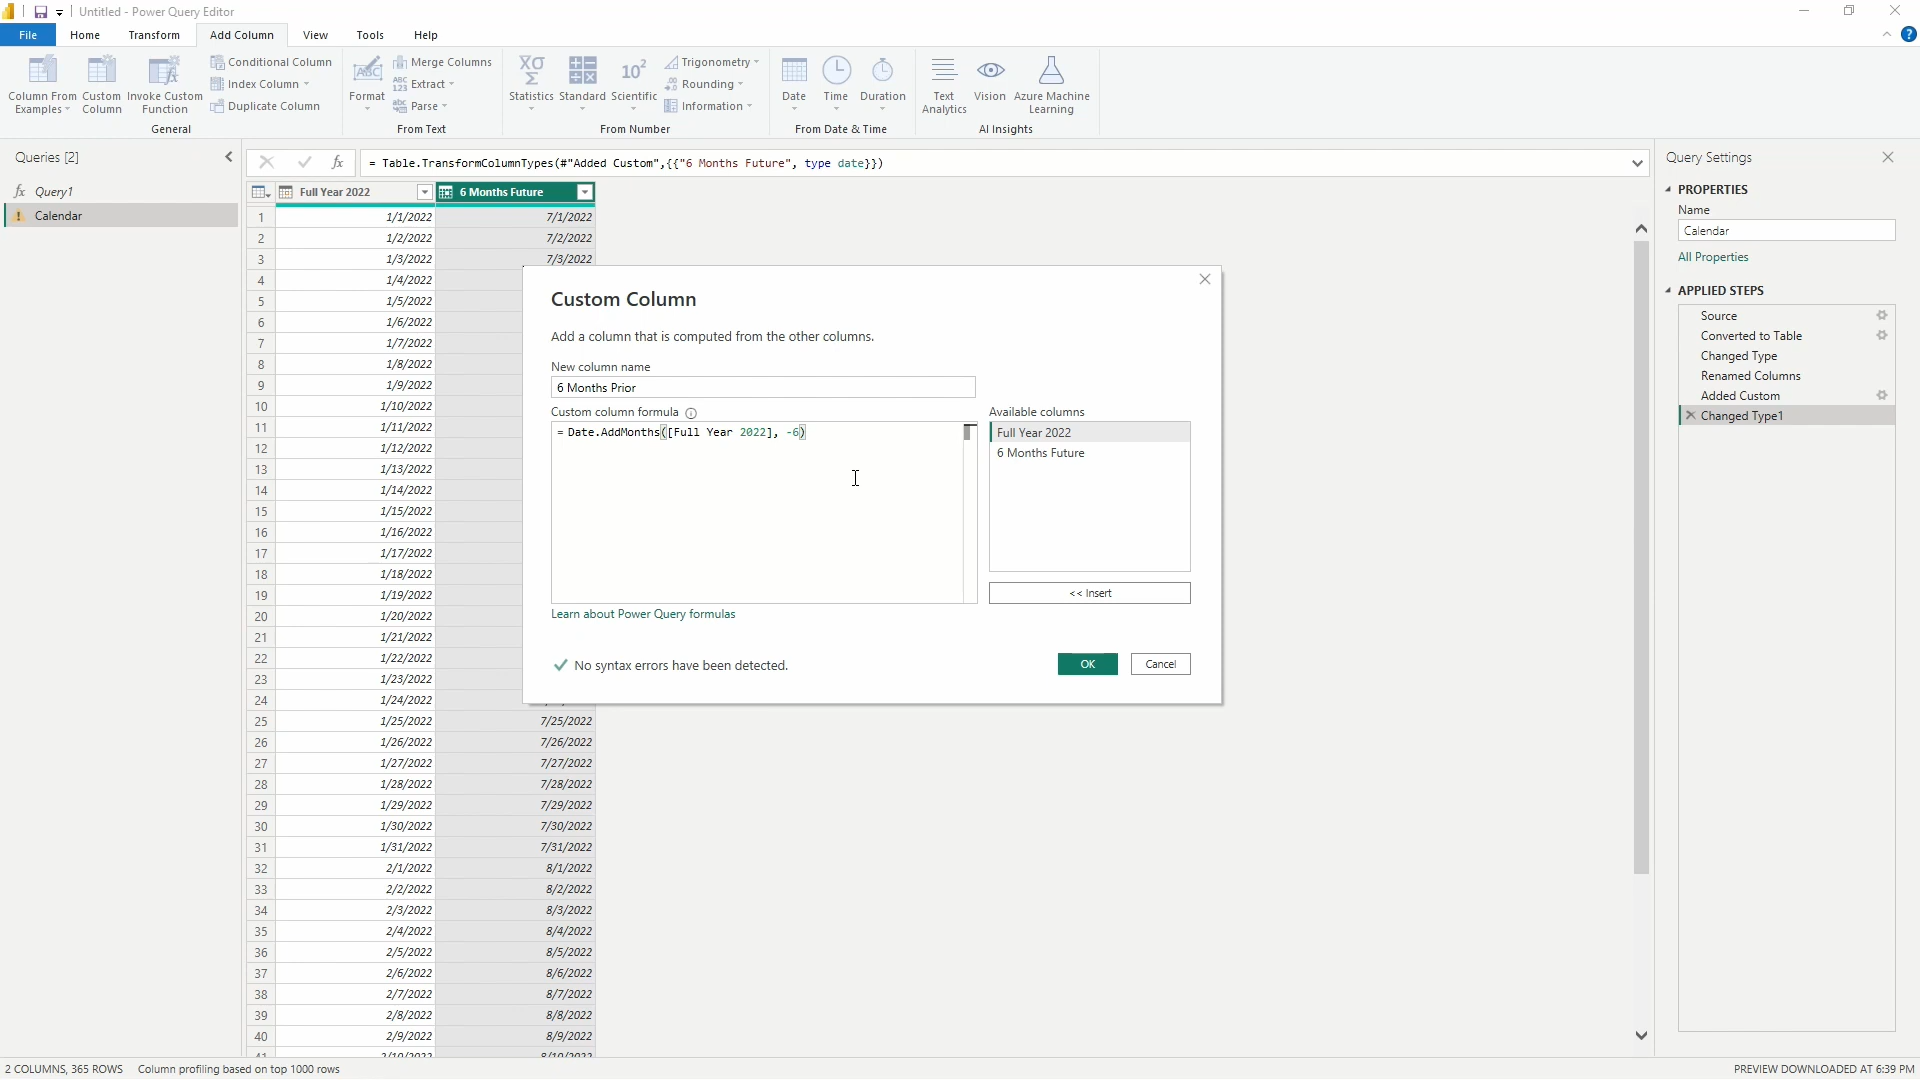 Untitled - Power Query Editor
File Home Transform Add Column View Tools Help
Column From Examples
Custom Column
Invoke Custom Function
Conditional Column
Index Column
Duplicate Column
General
Format
Merge Columns
Extract
Parse
From Text
Statistics
Standard
Scientific
Trigonometry
Rounding
Information
From Number
Date
Time
Duration
From Date & Time
Text Analytics
Vision
Azure Machine Learning
AI Insights
Queries [2]
Query1
Calendar
= Table.TransformColumnTypes(#"Added Custom",{{"6 Months Future", type date}})
Full Year 2022 6 Months Future
1 1/1/2022 7/1/2022
2 1/2/2022 7/2/2022
3 1/3/2022 7/3/2022
4 1/4/2022
5 1/5/2022
6 1/6/2022
7 1/7/2022
8 1/8/2022
9 1/9/2022
10 1/10/2022
11 1/11/2022
12 1/12/2022
13 1/13/2022
14 1/14/2022
15 1/15/2022
16 1/16/2022
17 1/17/2022
18 1/18/2022
19 1/19/2022
20 1/20/2022
21 1/21/2022
22 1/22/2022
23 1/23/2022
24 1/24/2022
25 1/25/2022 7/25/2022
26 1/26/2022 7/26/2022
27 1/27/2022 7/27/2022
28 1/28/2022 7/28/2022
29 1/29/2022 7/29/2022
30 1/30/2022 7/30/2022
31 1/31/2022 7/31/2022
32 2/1/2022 8/1/2022
33 2/2/2022 8/2/2022
34 2/3/2022 8/3/2022
35 2/4/2022 8/4/2022
36 2/5/2022 8/5/2022
37 2/6/2022 8/6/2022
38 2/7/2022 8/7/2022
39 2/8/2022 8/8/2022
40 2/9/2022 8/9/2022
41 2/10/2022 8/10/2022
Custom Column
Add a column that is computed from the other columns.
New column name
6 Months Prior
Custom column formula
= Date.AddMonths([Full Year 2022], -6)
Available columns
Full Year 2022
6 Months Future
<< Insert
Learn about Power Query formulas
No syntax errors have been detected.
OK
Cancel
Query Settings
PROPERTIES
Name
Calendar
All Properties
APPLIED STEPS
Source
Converted to Table
Changed Type
Renamed Columns
Added Custom
Changed Type1
2 COLUMNS, 365 ROWS Column profiling based on top 1000 rows
PREVIEW DOWNLOADED AT 6:39 PM